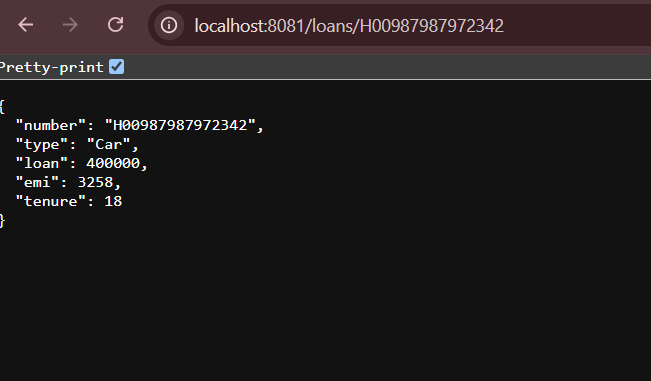 localhost:8081/loans/H00987987972342
Pretty-print
{
"number": "H00987987972342",
"type": "Car",
"loan": 400000,
"emi": 3258,
"tenure": 18
}